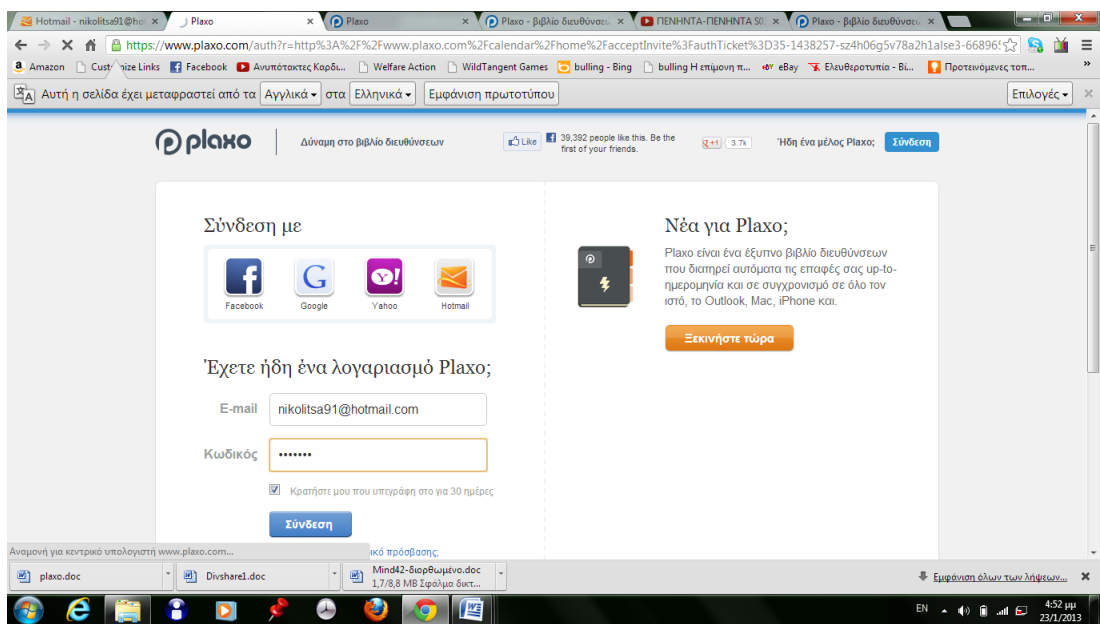 Hotmail - nikolitsa91@hot
Plaxo
Plaxo
Plaxo - βιβλίο διευθύνσεω
ΠΕΝΗΝΤΑ-ΠΕΝΗΝΤΑ S0
Plaxo - βιβλίο διευθύνσεω
https://www.plaxo.com/auth?r=http%3A%2F%2Fwww.plaxo.com%2Fcalendar%2Fhome%2FacceptInvite%3FauthTicket%3D35-1438257-sz4h06g5v78a2h1alse3-66896
Amazon
Customize Links
Facebook
Ανυπότακτες Καρδι...
Welfare Action
WildTangent Games
bulling - Bing
bulling Η επίμονη π...
eBay
Ελευθεροτυπία - Βί...
Προτεινόμενες τοπ...
»
Αυτή η σελίδα έχει μεταφραστεί από τα Αγγλικά στα Ελληνικά Εμφάνιση πρωτοτύπου Επιλογές
plaxo
Δύναμη στο βιβλίο διευθύνσεων
Like
39,392 people like this. Be the
first of your friends.
+1 3.7k
Ήδη ένα μέλος Plaxo;
Σύνδεση
Σύνδεση με
Facebook Google Yahoo Hotmail
Έχετε ήδη ένα λογαριασμό Plaxo;
E-mail nikolitsa91@hotmail.com
Κωδικός •••••••
Κρατήστε μου που υπεγράφη στο για 30 ημέρες
Σύνδεση
ικό πρόσβασης;
Νέα για Plaxo;
Plaxo είναι ένα έξυπνο βιβλίο διευθύνσεων
που διατηρεί αυτόματα τις επαφές σας up-to-
ημερομηνία και σε συγχρονισμό σε όλο τον
ιστό, το Outlook, Mac, iPhone και.
Ξεκινήστε τώρα
Αναμονή για κεντρικό υπολογιστή www.plaxo.com...
plaxo.doc
Divshare1.doc
Mind42-διορθωμένο.doc
1,7/8,8 MB Σφάλμα δικτ...
Εμφάνιση όλων των λήψεων...
EN
4:52 μμ
23/1/2013